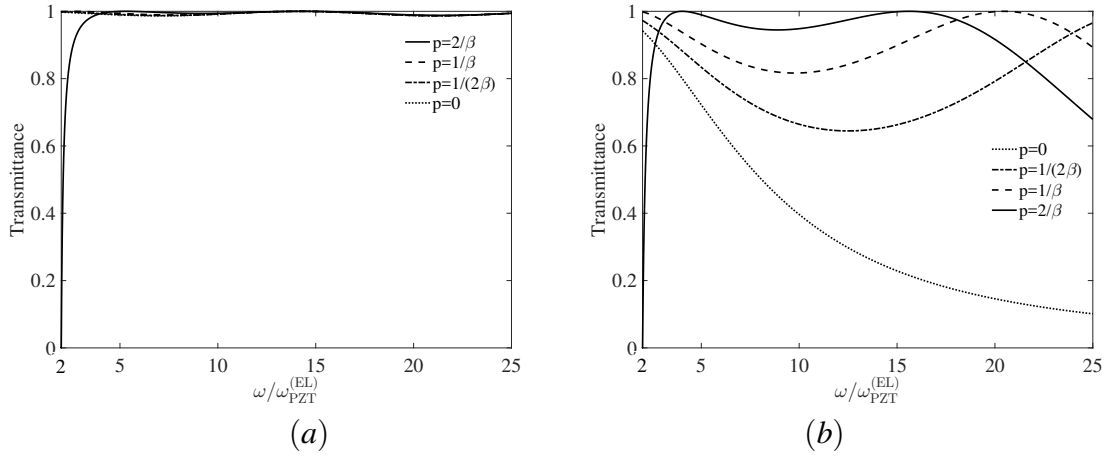 1
0.8
0.6
0.4
0.2
0
Transmittance
p=2/β
p=1/β
p=1/(2β)
p=0
2 5 10 15 20 25
ω/ω_PZT^(EL)
(a)
1
0.8
0.6
0.4
0.2
0
Transmittance
p=0
p=1/(2β)
p=1/β
p=2/β
2 5 10 15 20 25
ω/ω_PZT^(EL)
(b)